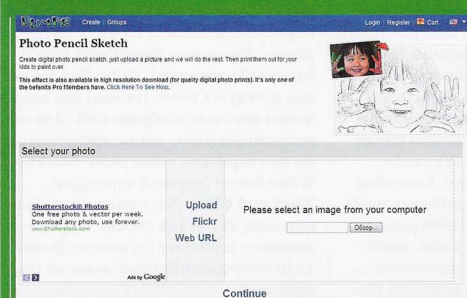 Create | Groups
Login | Register | Cart
Photo Pencil Sketch
Create digital photo pencil sketch, just upload a picture and we will do the rest. Then print them out for your
kids to paint over.
This effect is also available in high resolution download (for quality digital photo prints). It's only one of
the befenits Pro Members have. Click Here To See Now.
Select your photo
Shutterstock® Photos
One free photo & vector per week.
Download any photo, use forever.
www.Shutterstock.com
Ads by Google
Upload
Flickr
Web URL
Please select an image from your computer
Обзор...
Continue